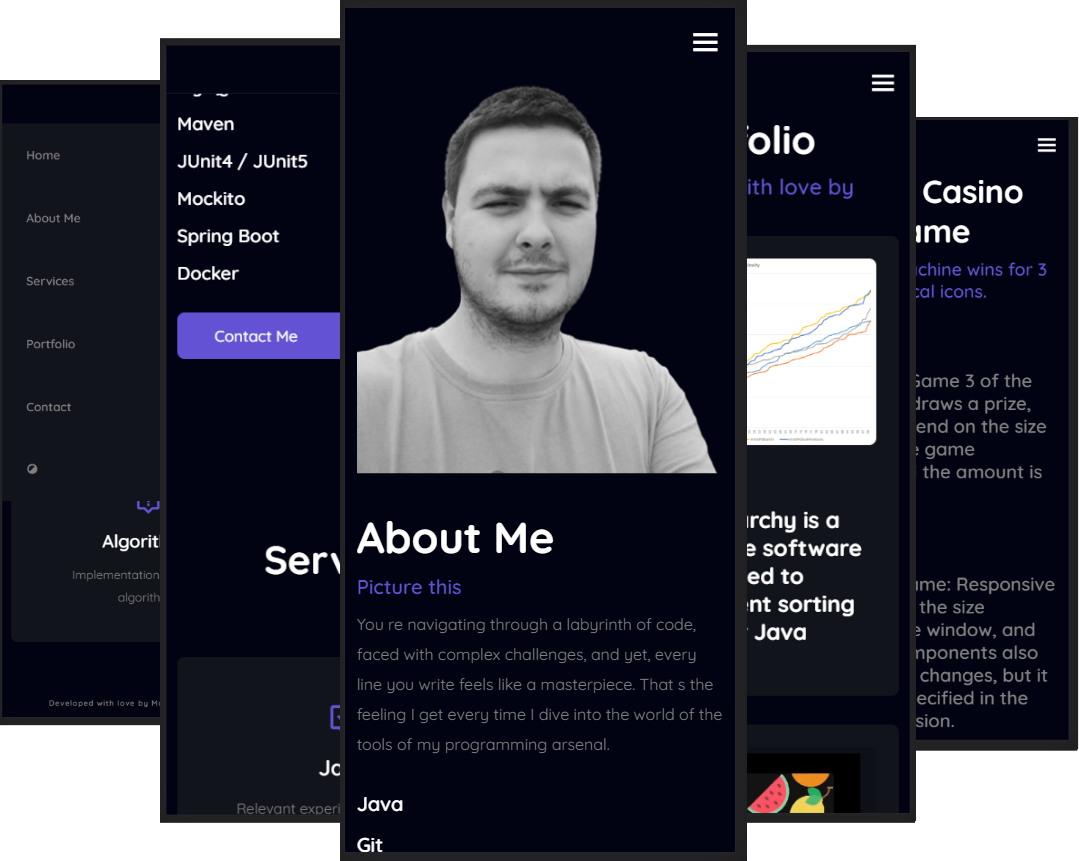 Home
About Me
Services
Portfolio
Contact
Algorit
Implementation
algorith
Developed with love by M
Maven
JUnit4 / JUnit5
Mockito
Spring Boot
Docker
Contact Me
Serv
Jo
Relevant experi
About Me
Picture this
You re navigating through a labyrinth of code,
faced with complex challenges, and yet, every
line you write feels like a masterpiece. That s the
feeling I get every time I dive into the world of the
tools of my programming arsenal.
Java
Git
folio
ith love by
rchy is a
e software
ed to
nt sorting
Java
Casino
ame
achine wins for 3
cal icons.
Game 3 of the
draws a prize,
end on the size
e game
the amount is
ame: Responsive
the size
e window, and
mponents also
changes, but it
ecified in the
sion.